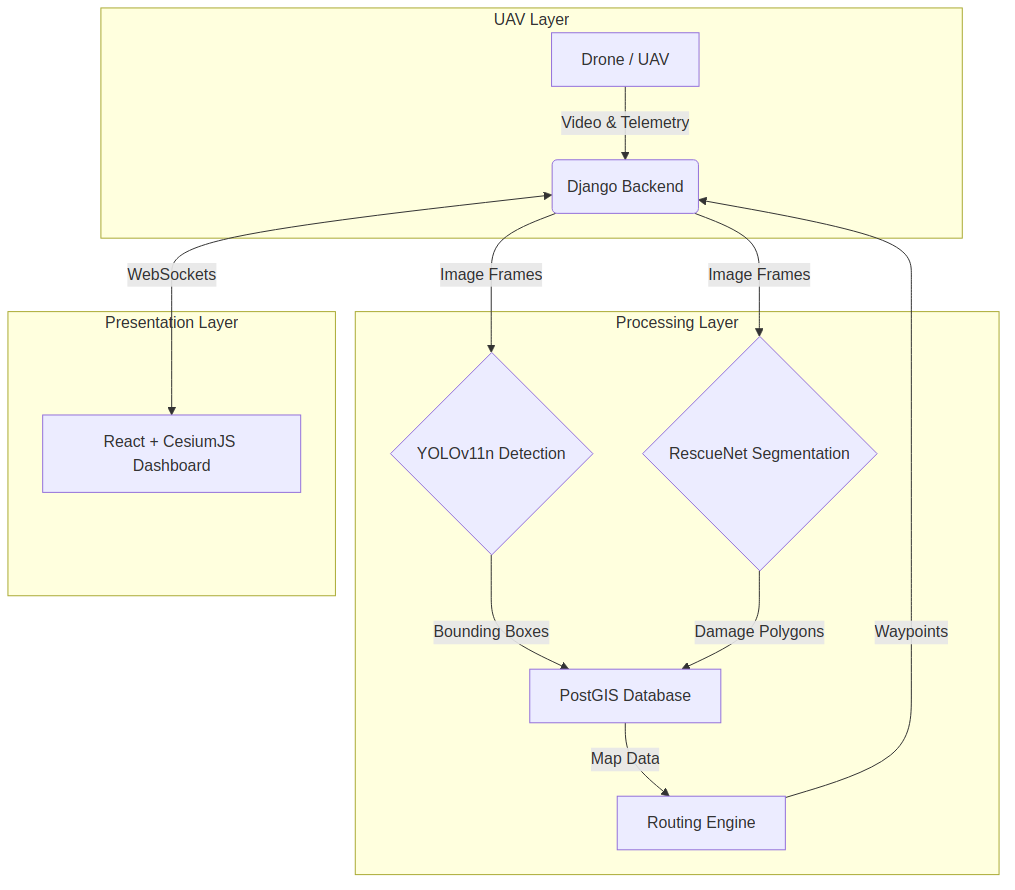 UAV Layer
Drone / UAV
Video & Telemetry
Django Backend
WebSockets
Image Frames
Image Frames
Presentation Layer
Processing Layer
React + CesiumJS
Dashboard
YOLOv11n Detection
RescueNet Segmentation
Bounding Boxes
Damage Polygons
Waypoints
PostGIS Database
Map Data
Routing Engine